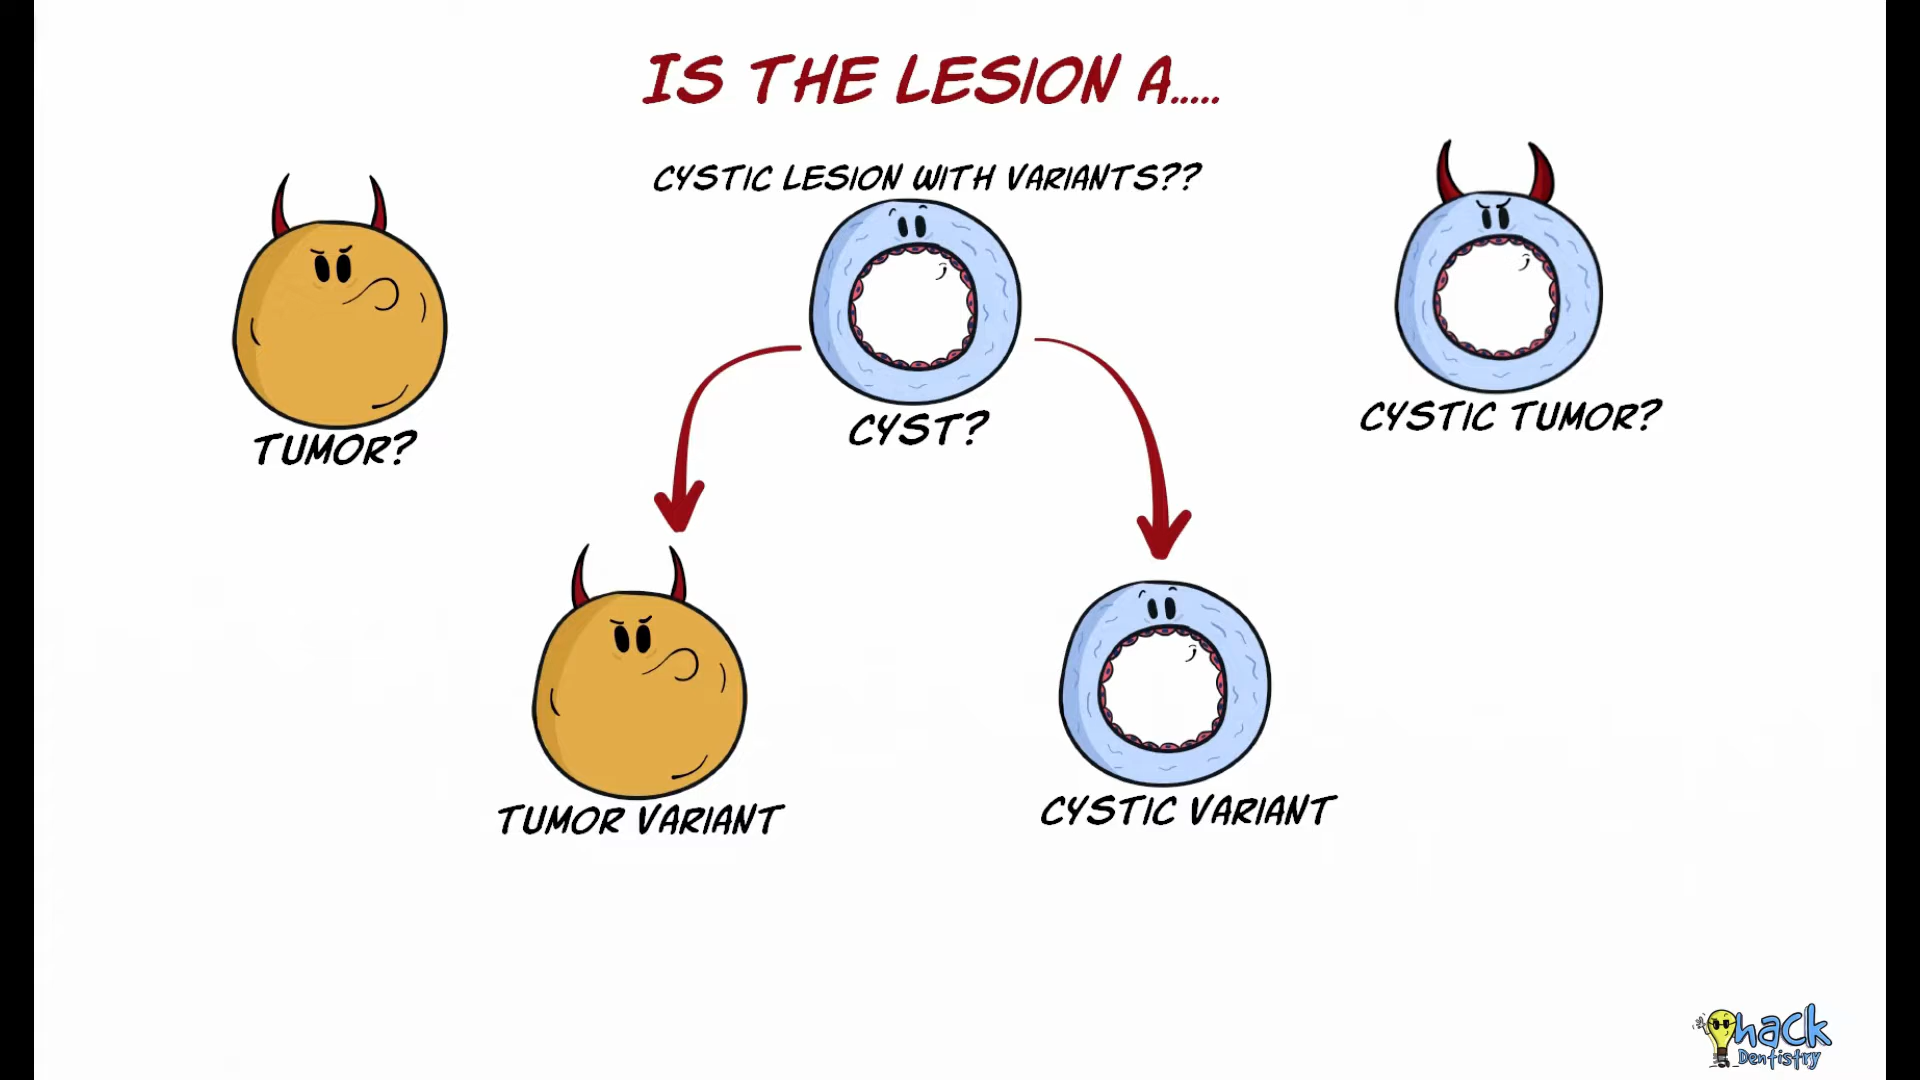 IS THE LESION A.....
CYSTIC LESION WITH VARIANTS??
TUMOR?
CYST?
CYSTIC TUMOR?
TUMOR VARIANT
CYSTIC VARIANT
hack
Dentistry